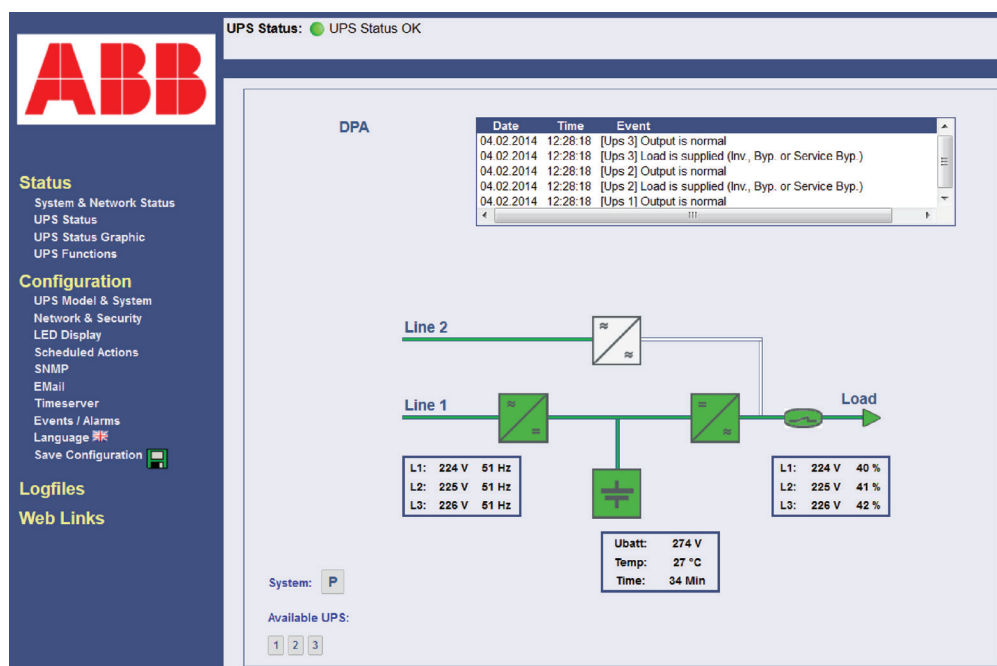 UPS Status: UPS Status OK
ABB
Status
System & Network Status
UPS Status
UPS Status Graphic
UPS Functions
Configuration
UPS Model & System
Network & Security
LED Display
Scheduled Actions
SNMP
EMail
Timeserver
Events / Alarms
Language
Save Configuration
Logfiles
Web Links
DPA
Date Time Event
04.02.2014 12:28:18 [Ups 3] Output is normal
04.02.2014 12:28:18 [Ups 3] Load is supplied (Inv., Byp. or Service Byp.)
04.02.2014 12:28:18 [Ups 2] Output is normal
04.02.2014 12:28:18 [Ups 2] Load is supplied (Inv., Byp. or Service Byp.)
04.02.2014 12:28:18 [Ups 1] Output is normal
Line 2
Line 1
Load
L1: 224 V 51 Hz
L2: 225 V 51 Hz
L3: 226 V 51 Hz
L1: 224 V 40 %
L2: 225 V 41 %
L3: 226 V 42 %
Ubatt: 274 V
Temp: 27 °C
Time: 34 Min
System: P
Available UPS:
1 2 3